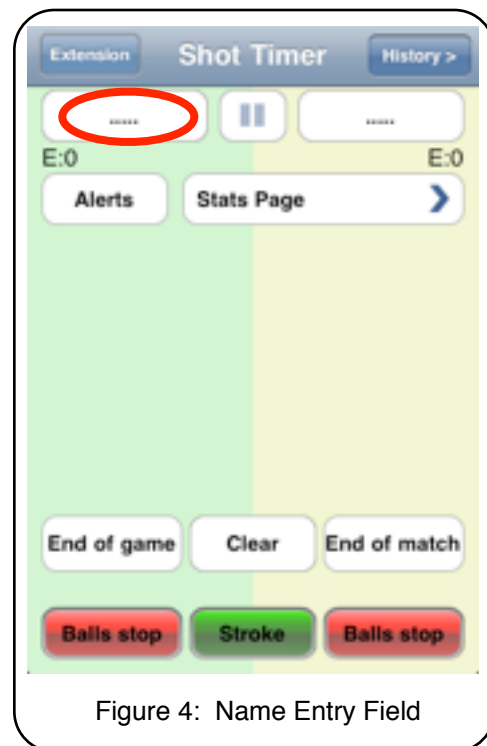 Extension Shot Timer History >
..... .....
E:0 E:0
Alerts Stats Page
End of game Clear End of match
Balls stop Stroke Balls stop
Figure 4: Name Entry Field